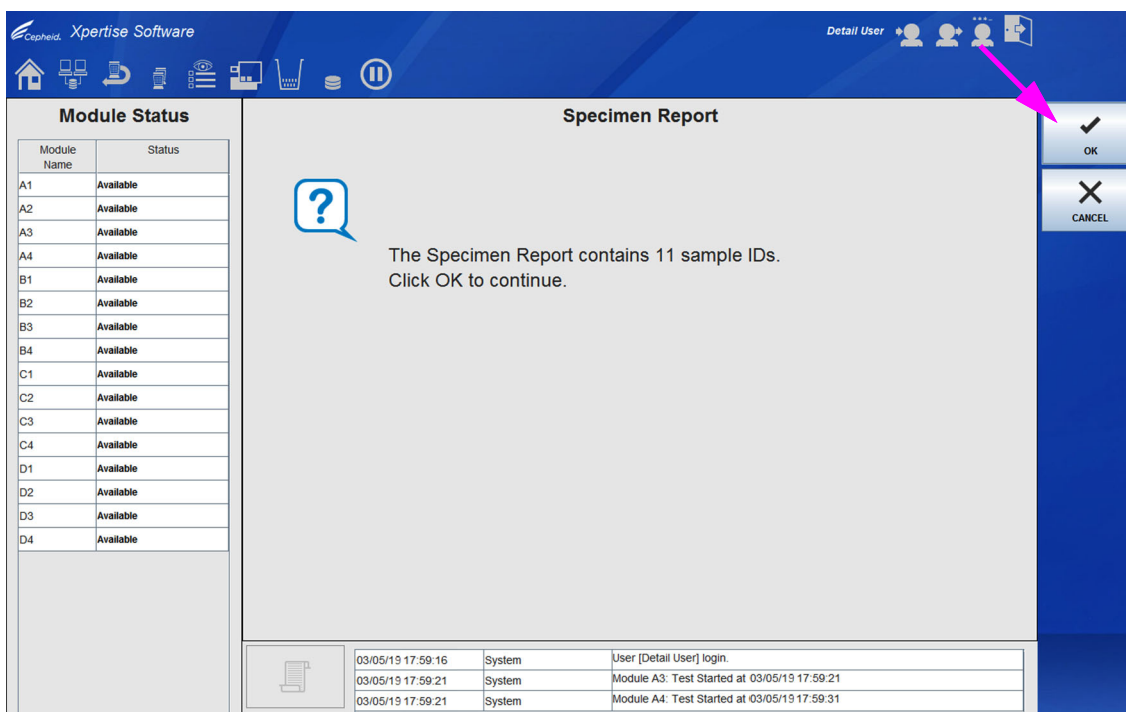 Cepheid. Xpertise Software
Detail User
Module Status
Module Name Status
A1 Available
A2 Available
A3 Available
A4 Available
B1 Available
B2 Available
B3 Available
B4 Available
C1 Available
C2 Available
C3 Available
C4 Available
D1 Available
D2 Available
D3 Available
D4 Available
Specimen Report
The Specimen Report contains 11 sample IDs.
Click OK to continue.
OK
CANCEL
03/05/19 17:59:16 System User [Detail User] login.
03/05/19 17:59:21 System Module A3: Test Started at 03/05/19 17:59:21
03/05/19 17:59:21 System Module A4: Test Started at 03/05/19 17:59:31